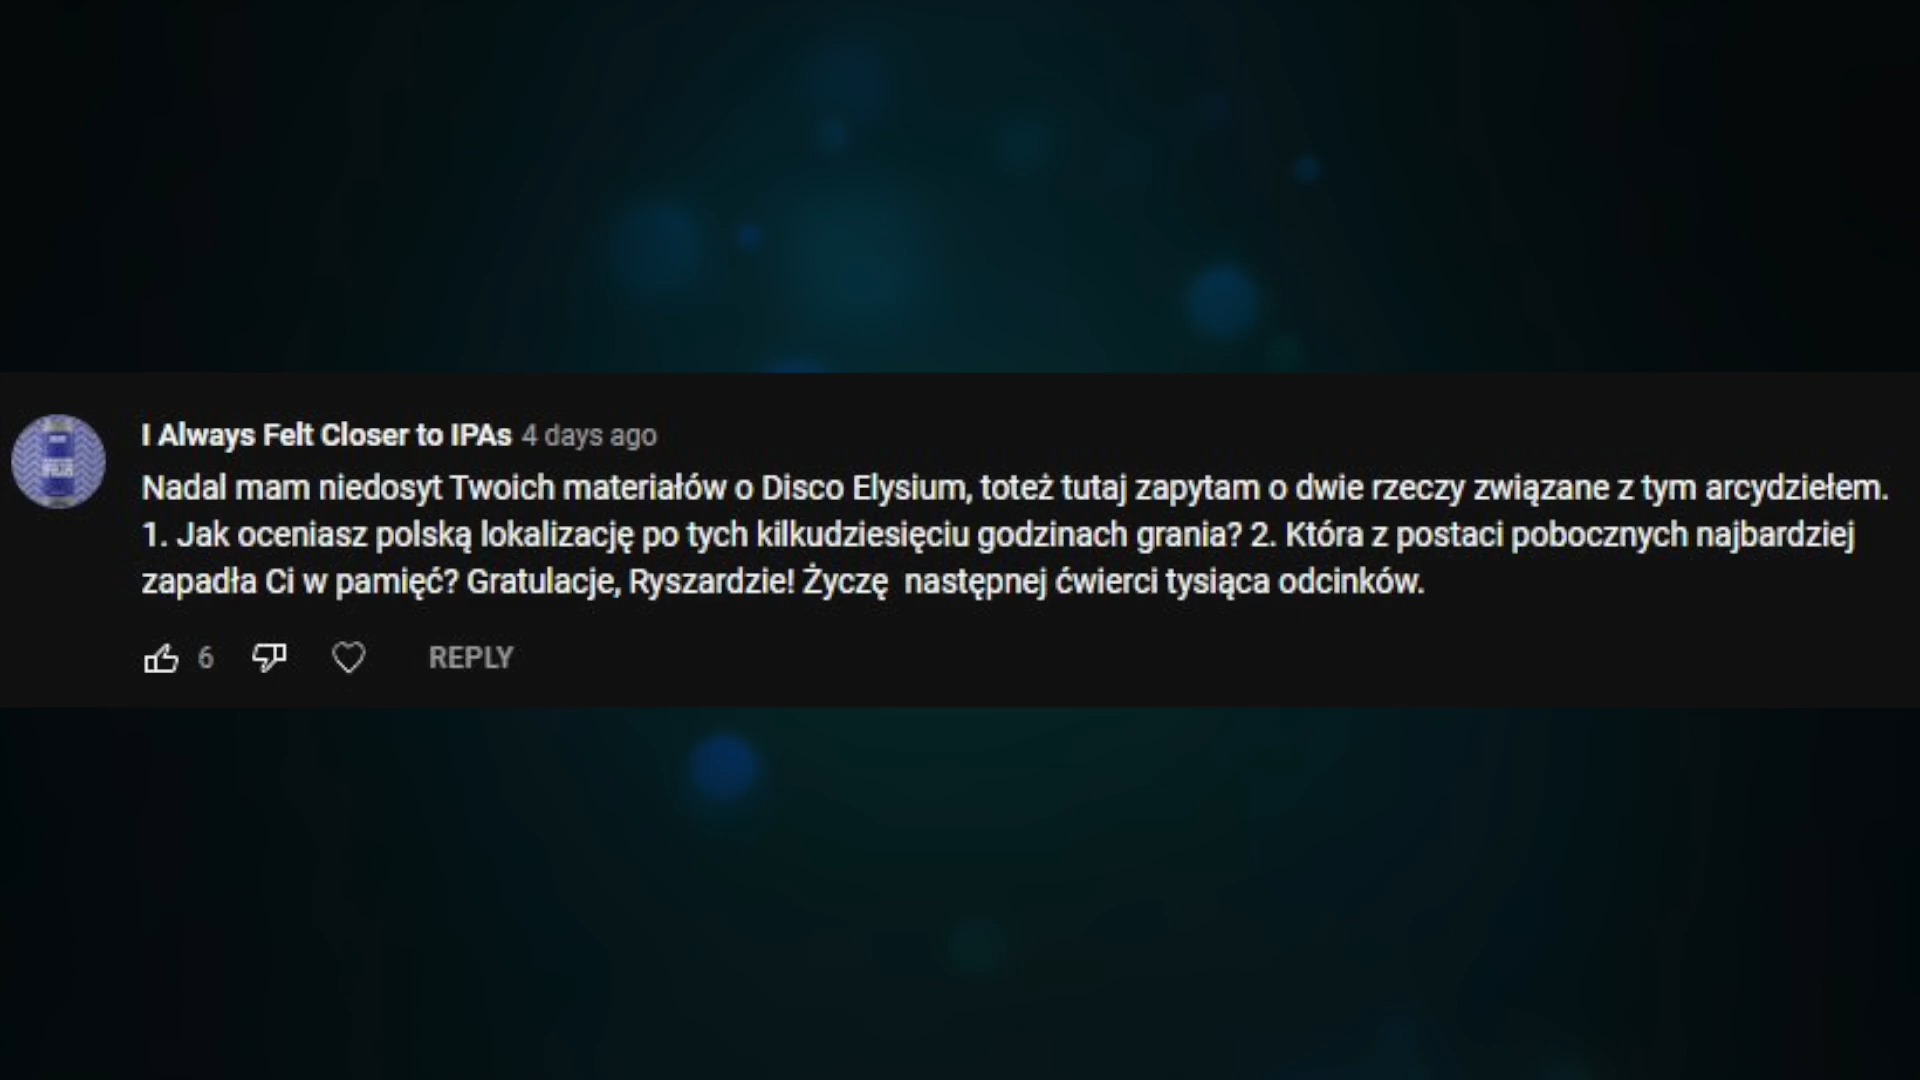 I Always Felt Closer to IPAs 4 days ago
Nadal mam niedosyt Twoich materiałów o Disco Elysium, toteż tutaj zapytam o dwie rzeczy związane z tym arcydziełem.
1. Jak oceniasz polską lokalizację po tych kilkudziesięciu godzinach grania? 2. Która z postaci pobocznych najbardziej
zapadła Ci w pamięć? Gratulacje, Ryszardzie! Życzę  następnej ćwierci tysiąca odcinków.
6 REPLY